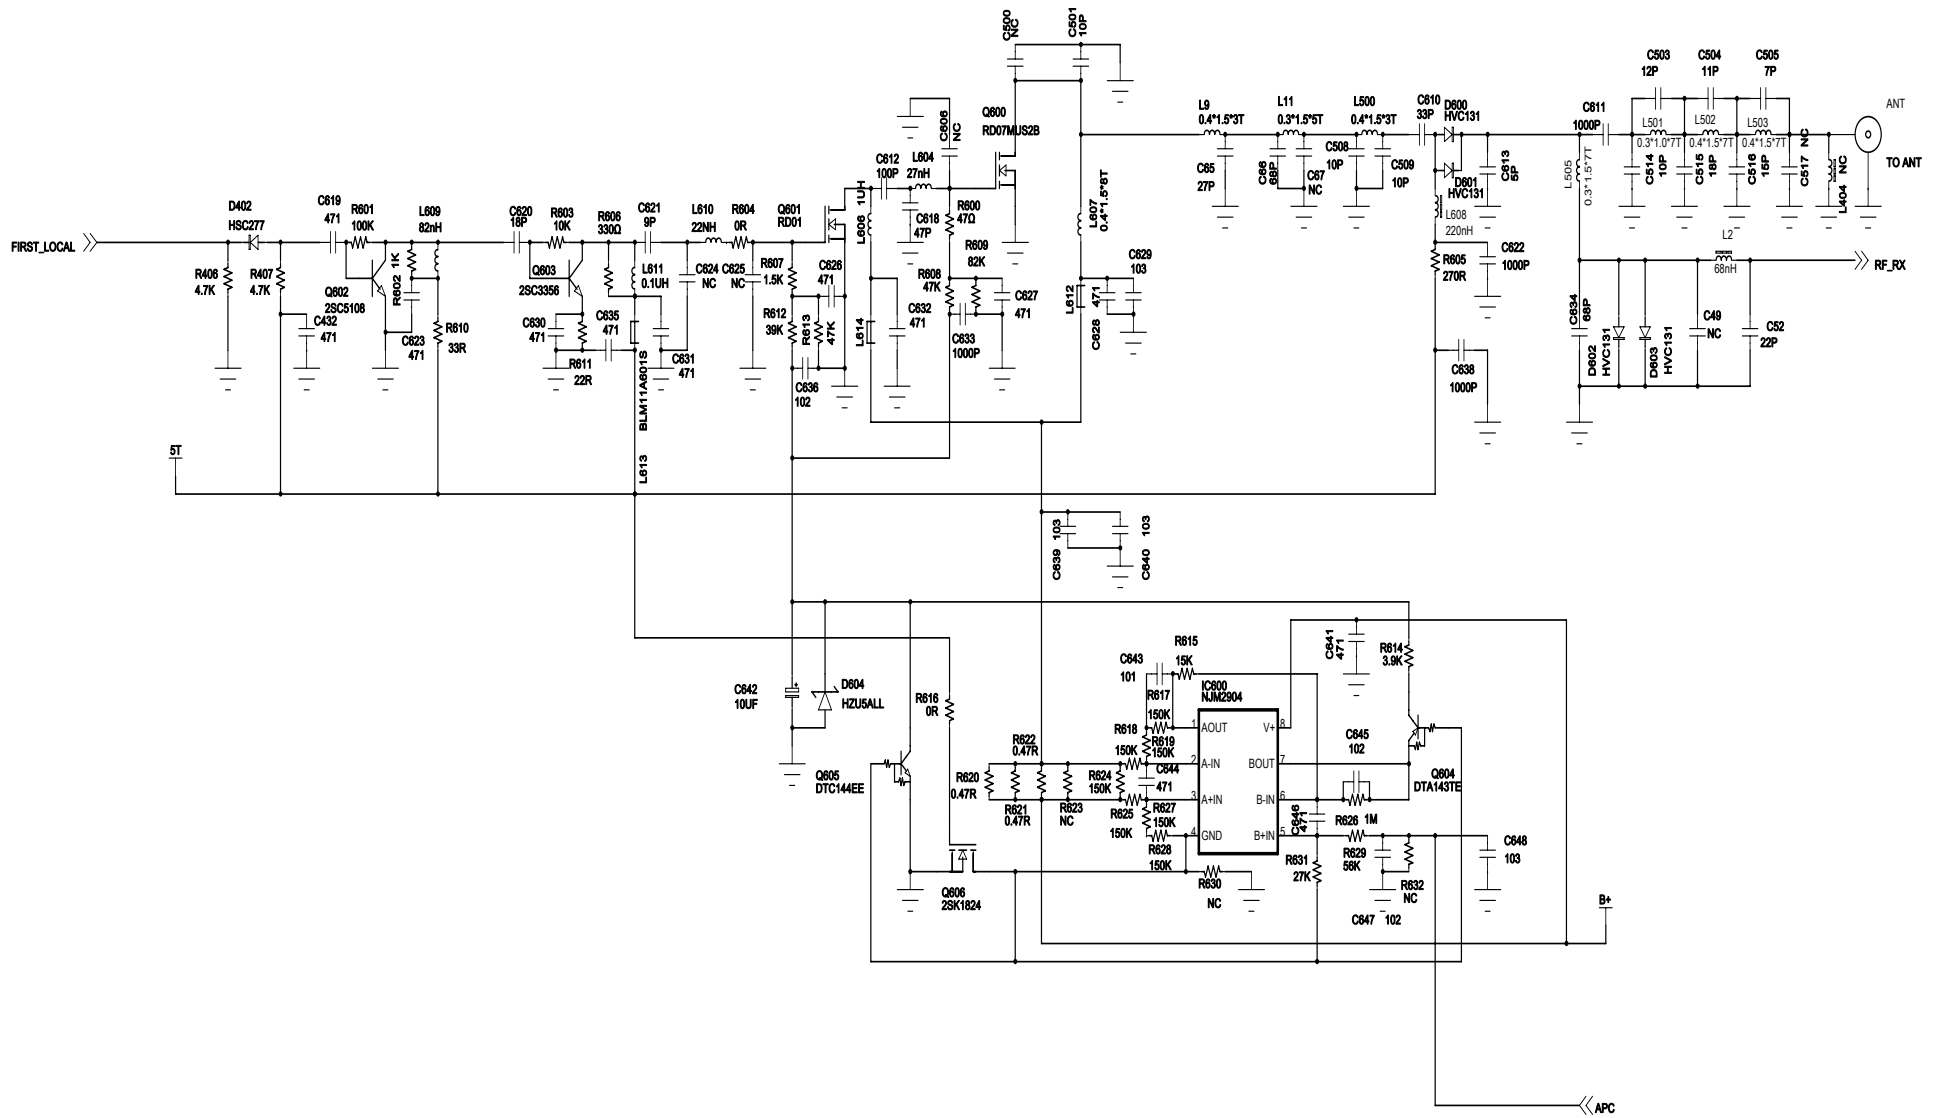 C500
NC
C501
10P
C503
12P
C504
11P
C505
7P
ANT
TO ANT
L501
0.3*1.0*7T
L502
0.4*1.5*7T
L503
0.4*1.5*7T
C514
10P
C515
18P
C516
15P
C517
NC
L404
NC
C611
1000P
L505
0.3*1.5*7T
L9
0.4*1.5*3T
L11
0.3*1.5*5T
L500
0.4*1.5*3T
C610
33P
D600
HVC131
D601
HVC131
C613
5P
C65
27P
C66
68P
C67
NC
C508
10P
C509
10P
L608
220nH
R605
270R
C622
1000P
C638
1000P
L2
68nH
RF_RX
C634
68P
D602
HVC131
D603
HVC131
C49
NC
C52
22P
Q600
RD07MUS2B
C606
NC
C612
100P
L604
27nH
1UH
L606
C618
47P
R600
47Ω
R609
82K
R608
47K
C627
471
C633
1000P
C632
471
L614
L607
0.4*1.5*8T
L612
471
C628
C629
103
FIRST_LOCAL
D402
HSC277
R406
4.7K
R407
4.7K
C432
471
C619
471
R601
100K
L609
82nH
1K
R602
Q602
2SC5108
C623
471
R610
33R
C620
18P
R603
10K
R606
330Ω
C621
9P
L610
22NH
R604
0R
Q603
2SC3356
L611
0.1UH
C624
NC
C625
NC
R607
1.5K
C626
471
Q601
RD01
C630
471
R611
22R
C635
471
C631
471
BLM11A601S
L613
R612
39K
R613
47K
C636
102
5T
C639
103
C640
103
C642
10UF
D604
HZU5ALL
R616
0R
Q605
DTC144EE
Q606
2SK1824
R620
0.47R
R622
0.47R
R621
0.47R
R623
NC
R624
150K
R618
150K
R625
150K
C643
101
R615
15K
R617
150K
R619
150K
C644
471
R627
150K
R628
150K
IC600
NJM2904
1
AOUT
2
A-IN
3
A+IN
4
GND
V+
8
BOUT
7
B-IN
6
B+IN
5
R630
NC
C641
471
R614
3.9K
Q604
DTA143TE
C645
102
R626
1M
C646
471
R631
27K
R629
56K
R632
NC
C647
102
C648
103
B+
APC